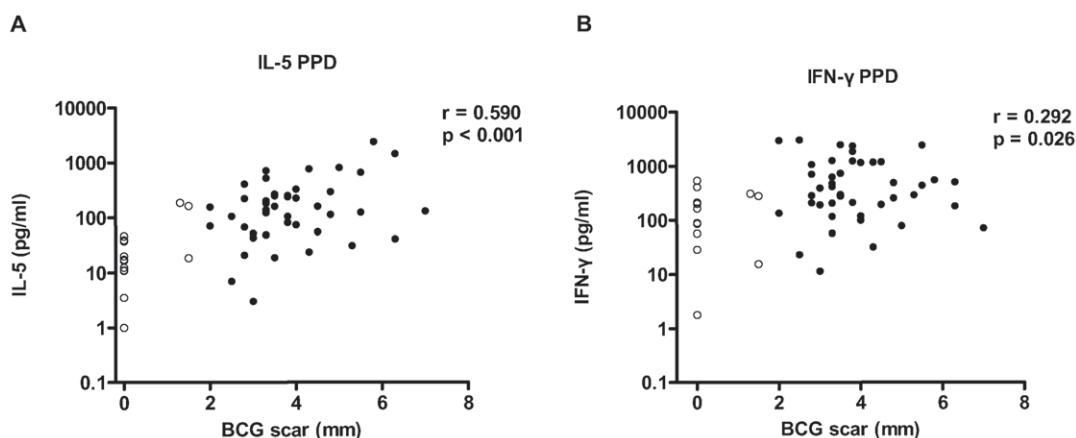 A
IL-5 PPD
r = 0.590
p < 0.001
10000
1000
100
10
1
0.1
IL-5 (pg/ml)
0 2 4 6 8
BCG scar (mm)
B
IFN-γ PPD
r = 0.292
p = 0.026
10000
1000
100
10
1
0.1
IFN-γ (pg/ml)
0 2 4 6 8
BCG scar (mm)